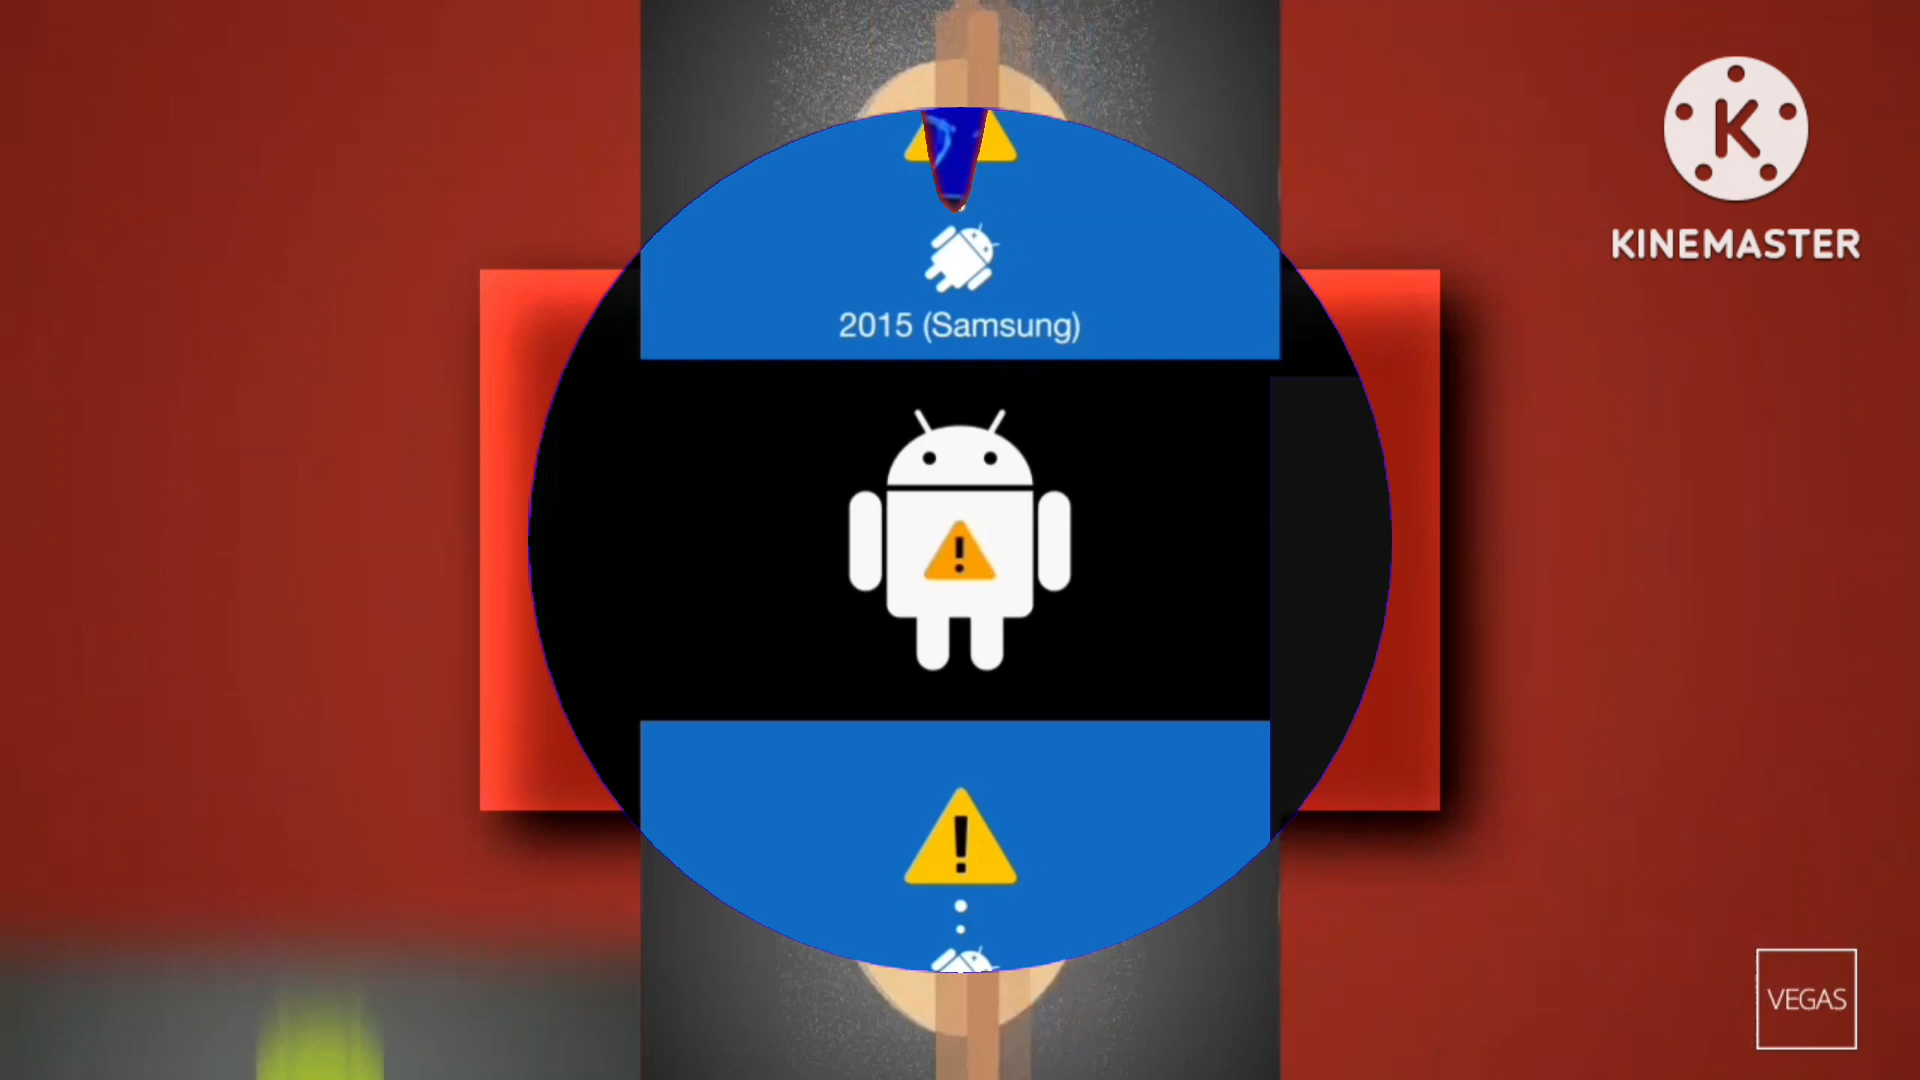 K
KINEMASTER
2015 (Samsung)
!
!
VEGAS